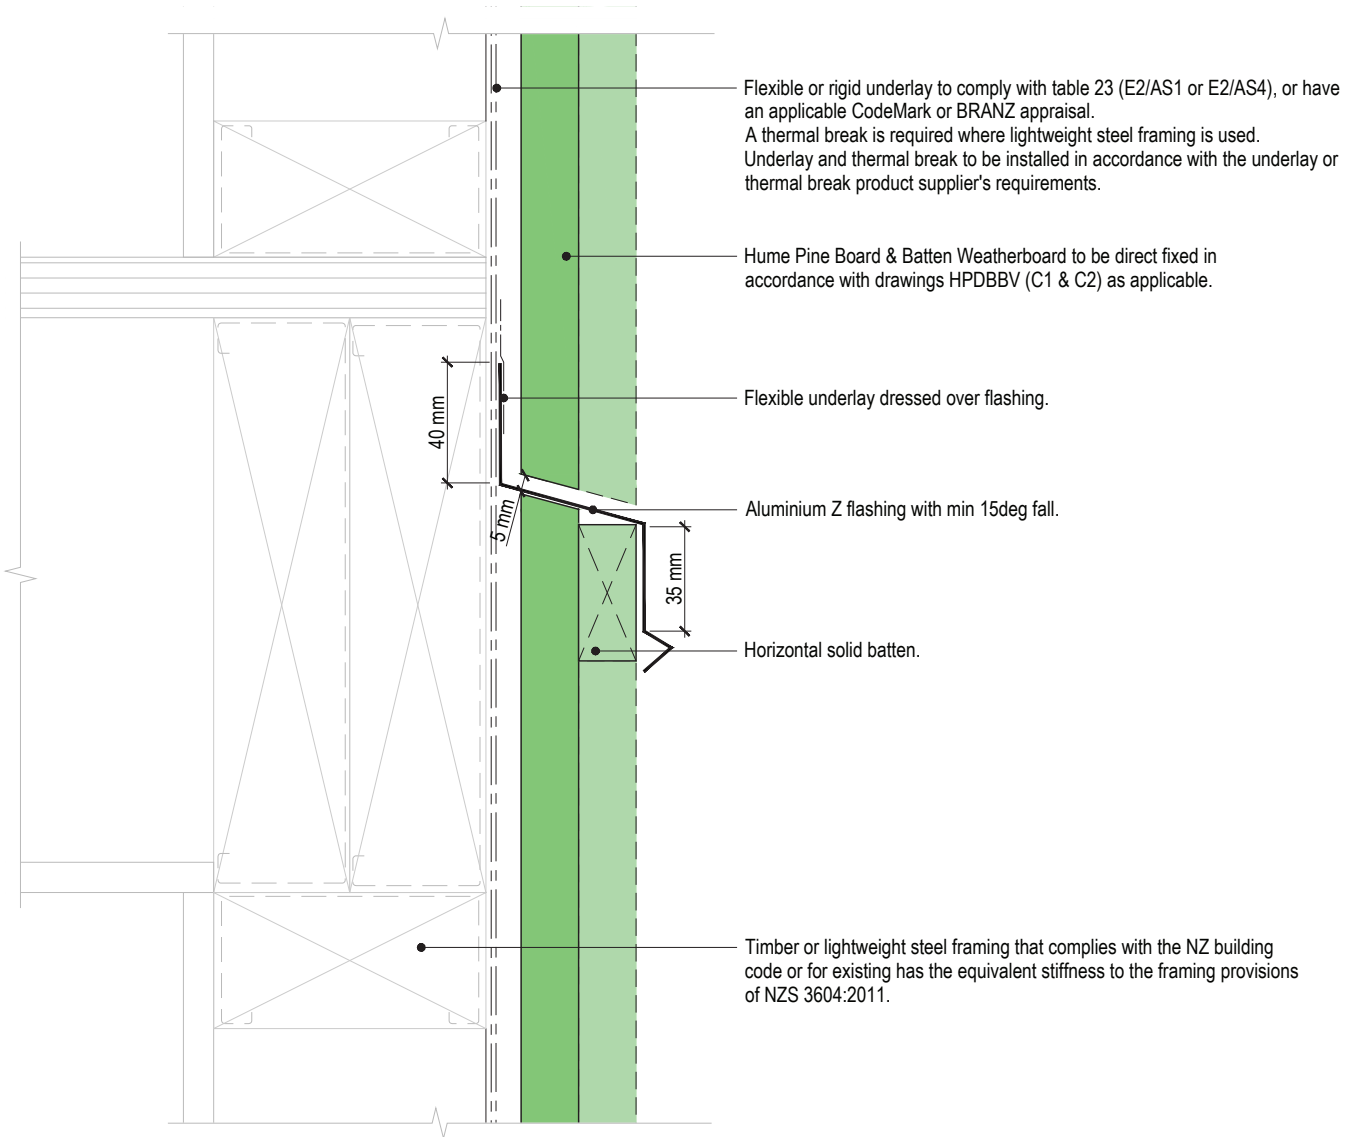 Flexible or rigid underlay to comply with table 23 (E2/AS1 or E2/AS4), or have
an applicable CodeMark or BRANZ appraisal.
A thermal break is required where lightweight steel framing is used.
Underlay and thermal break to be installed in accordance with the underlay or
thermal break product supplier's requirements.
Hume Pine Board & Batten Weatherboard to be direct fixed in
accordance with drawings HPDBBV (C1 & C2) as applicable.
40 mm
Flexible underlay dressed over flashing.
5 mm
Aluminium Z flashing with min 15deg fall.
35 mm
Horizontal solid batten.
Timber or lightweight steel framing that complies with the NZ building
code or for existing has the equivalent stiffness to the framing provisions
of NZS 3604:2011.